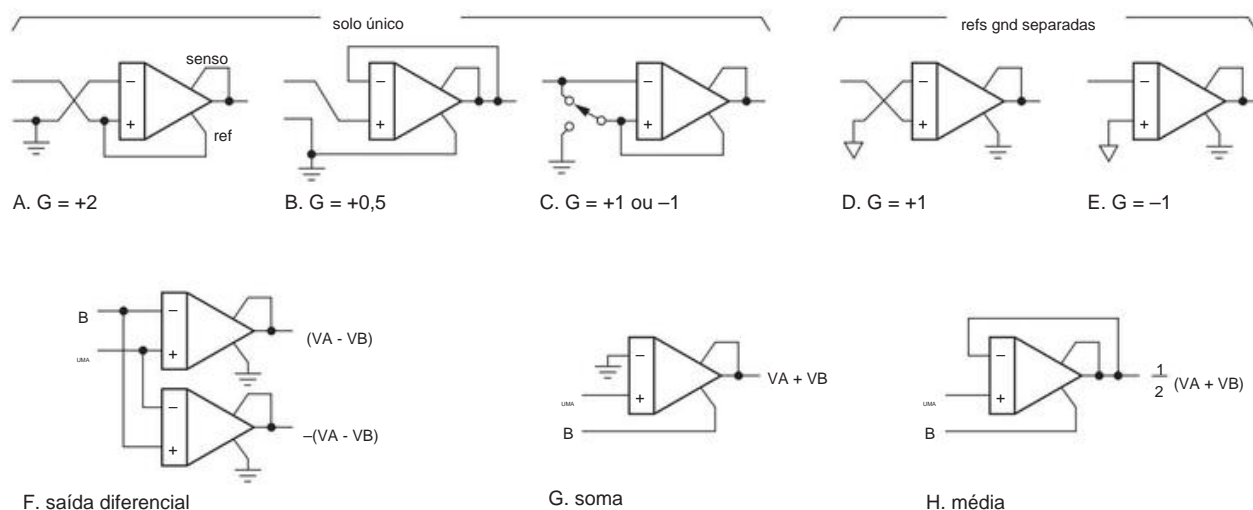 solo único
refs gnd separadas
senso
ref
− + − + − + − + − +
A. G = +2
B. G = +0,5
C. G = +1 ou –1
D. G = +1
E. G = –1
B
UMA
− +
(VA - VB)
− +
–(VA - VB)
− +
UMA
B
VA + VB
− +
UMA
B
1
2
(VA + VB)
F. saída diferencial
G. soma
H. média